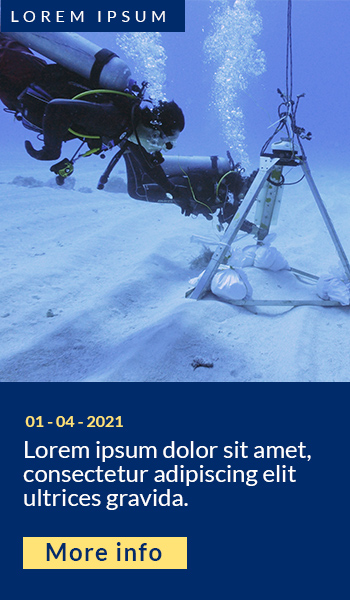 LOREM IPSUM
01 - 04 - 2021
Lorem ipsum dolor sit amet,
consectetur adipiscing elit
ultrices gravida.
More info